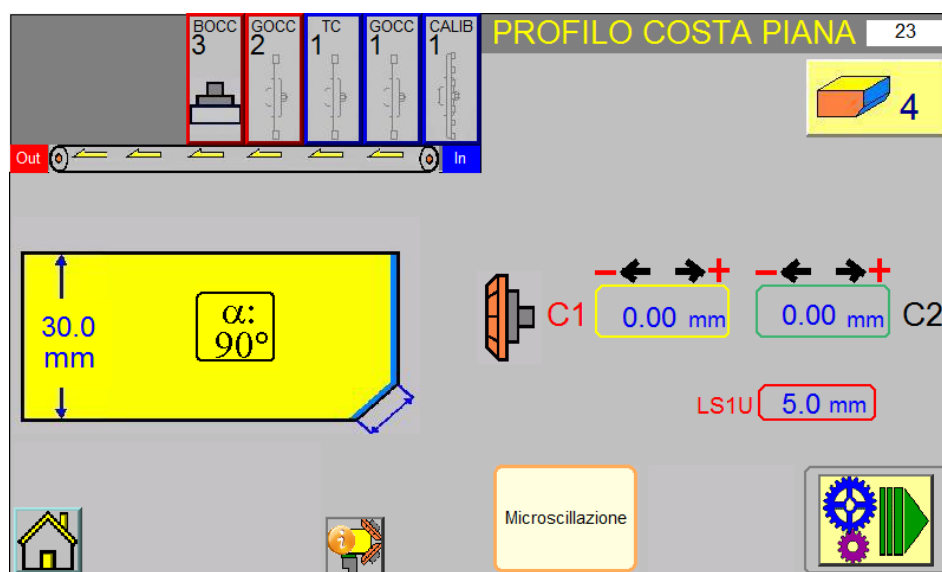 BOCC GOCC TC GOCC CALIB
3 2 1 1 1
PROFILO COSTA PIANA 23
4
Out In
30.0
mm
α:
90°
− +
− +
C1 0.00 mm
0.00 mm C2
LS1U 5.0 mm
Microscillazione
i